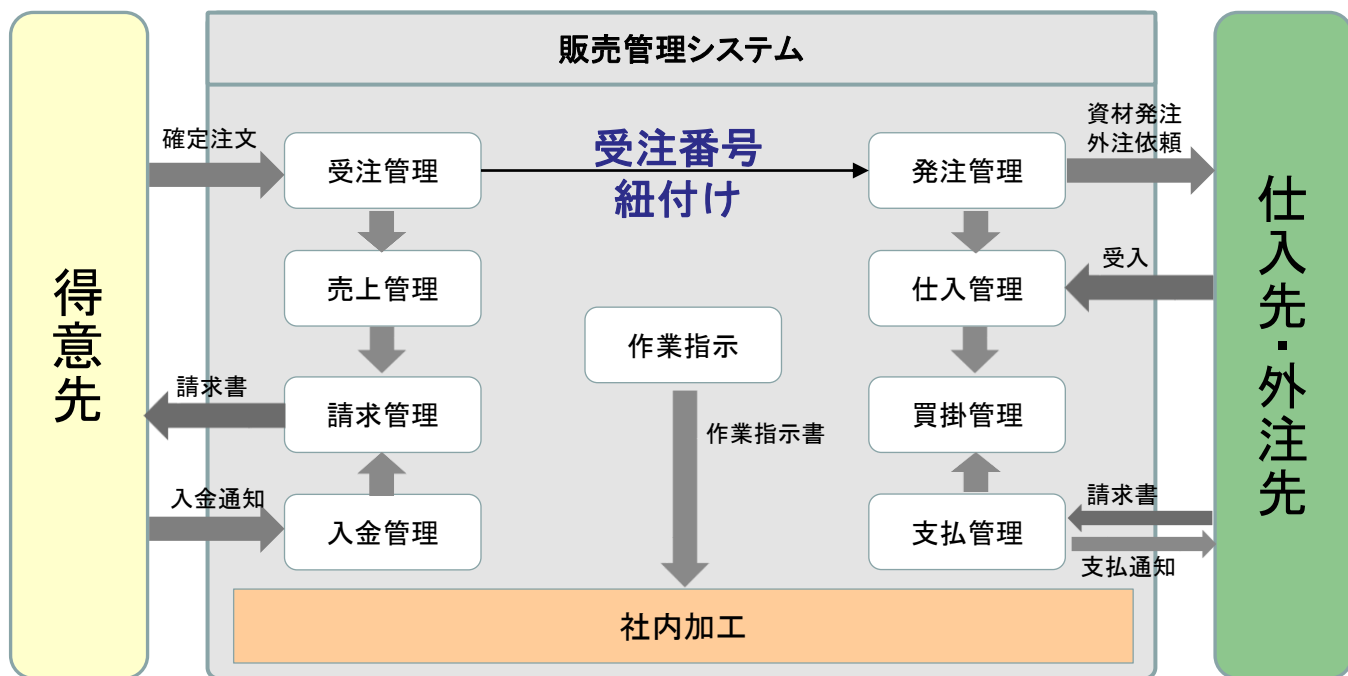 販売管理システム
確定注文
受注管理
受注番号
紐付け
発注管理
資材発注
外注依頼
得意先
売上管理
仕入管理
受入
仕入先・外注先
作業指示
請求書
請求管理
作業指示書
買掛管理
入金通知
入金管理
支払管理
請求書
支払通知
社内加工